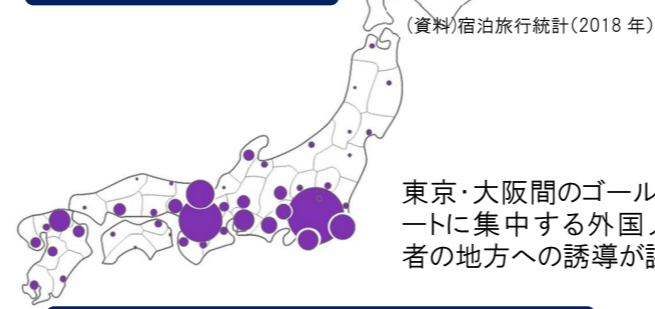 (資料)宿泊旅行統計(2018 年)
東京・大阪間のゴール
ートに集中する外国
者の地方への誘導が